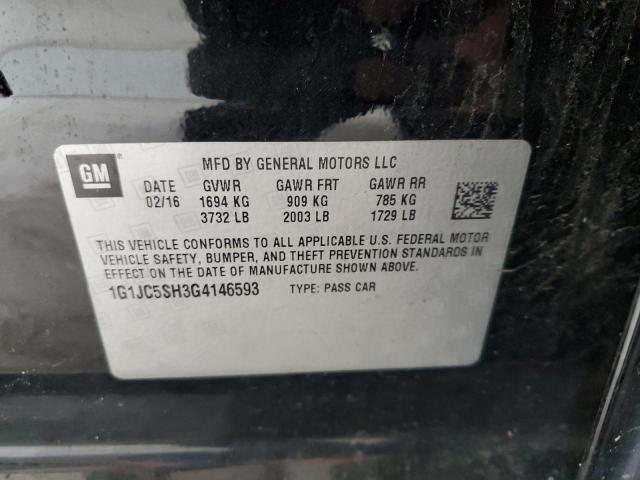 GM
MFD BY GENERAL MOTORS LLC
DATE GVWR GAWR FRT GAWR RR
02/16 1694 KG 909 KG 785 KG
3732 LB 2003 LB 1729 LB
THIS VEHICLE CONFORMS TO ALL APPLICABLE U.S. FEDERAL MOTOR
VEHICLE SAFETY, BUMPER, AND THEFT PREVENTION STANDARDS IN
EFFECT ON THE DATE OF MANUFACTURE SHOWN ABOVE.
1G1JC5SH3G4146593 TYPE: PASS CAR